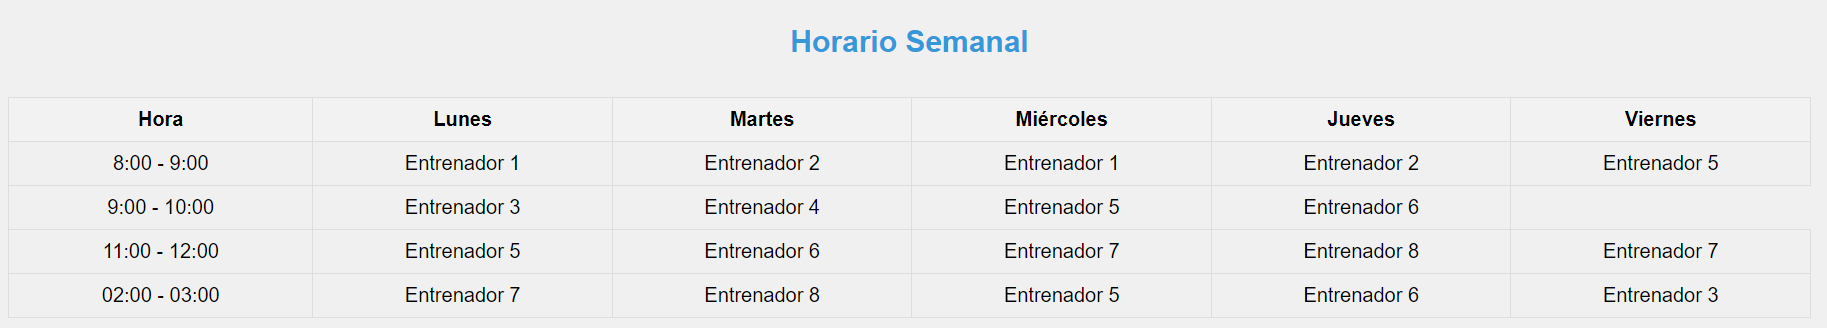 Horario Semanal
Hora Lunes Martes Miércoles Jueves Viernes
8:00 - 9:00 Entrenador 1 Entrenador 2 Entrenador 1 Entrenador 2 Entrenador 5
9:00 - 10:00 Entrenador 3 Entrenador 4 Entrenador 5 Entrenador 6
11:00 - 12:00 Entrenador 5 Entrenador 6 Entrenador 7 Entrenador 8 Entrenador 7
02:00 - 03:00 Entrenador 7 Entrenador 8 Entrenador 5 Entrenador 6 Entrenador 3